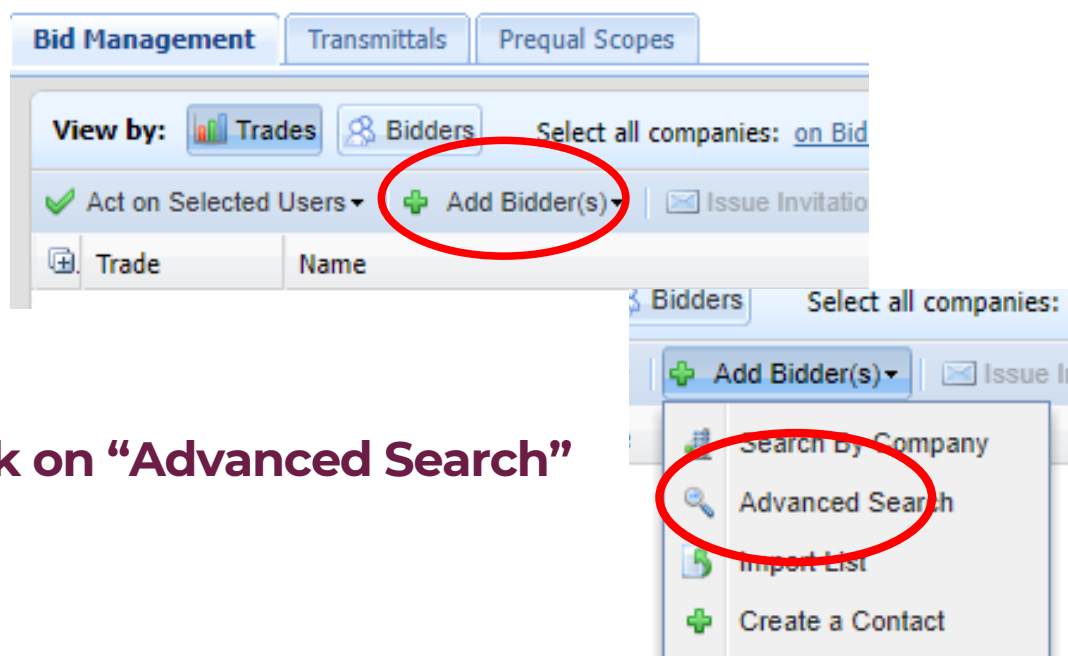 Bid Management Transmittals Prequal Scopes
View by: Trades Bidders Select all companies: on Bid
Act on Selected Users Add Bidder(s) Issue Invitatio
Trade Name
Bidders Select all companies:
Add Bidder(s) Issue I
k on “Advanced Search”
Search By Company
Advanced Search
Import List
Create a Contact